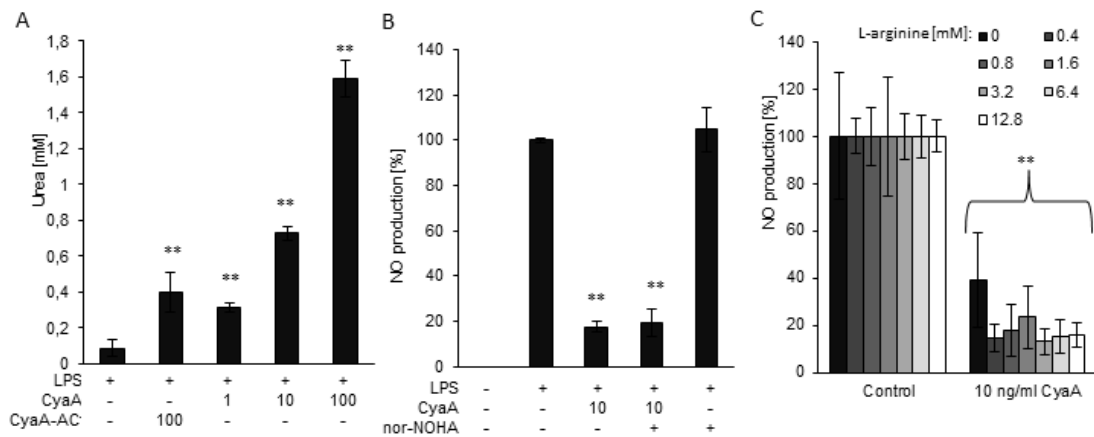 A
Urea [mM]
1,8
1,6
1,4
1,2
1
0,8
0,6
0,4
0,2
0
**
**
**
**
LPS + + + + +
CyaA - - 1 10 100
CyaA-AC⁻ - 100 - - -
B
NO production [%]
140
120
100
80
60
40
20
0
**
**
LPS - + + + +
CyaA - - 10 10 -
nor-NOHA - - - + +
C
L-arginine [mM]:
0
0.4
0.8
1.6
3.2
6.4
12.8
NO production [%]
140
120
100
80
60
40
20
0
**
Control
10 ng/ml CyaA